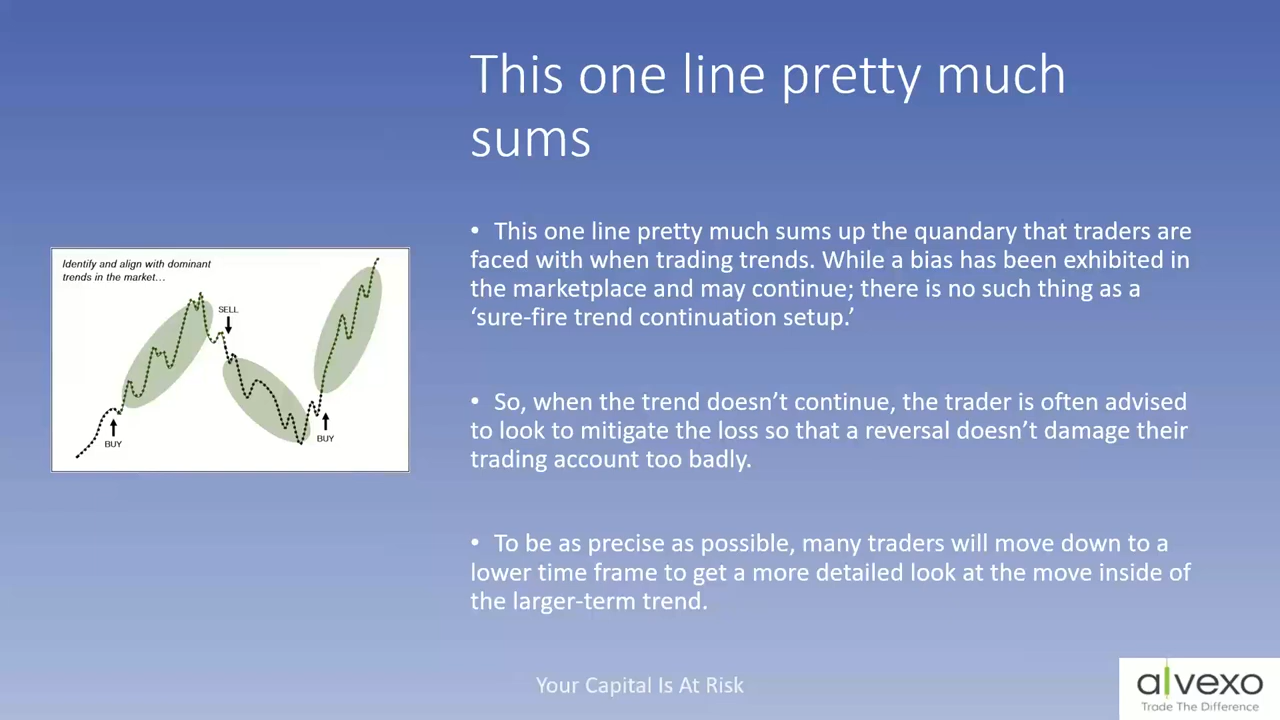 This one line pretty much
sums
Identify and align with dominant
trends in the market...
SELL
BUY
BUY
• This one line pretty much sums up the quandary that traders are
faced with when trading trends. While a bias has been exhibited in
the marketplace and may continue; there is no such thing as a
‘sure-fire trend continuation setup.’
• So, when the trend doesn’t continue, the trader is often advised
to look to mitigate the loss so that a reversal doesn’t damage their
trading account too badly.
• To be as precise as possible, many traders will move down to a
lower time frame to get a more detailed look at the move inside of
the larger-term trend.
Your Capital Is At Risk
alvexo
Trade The Difference